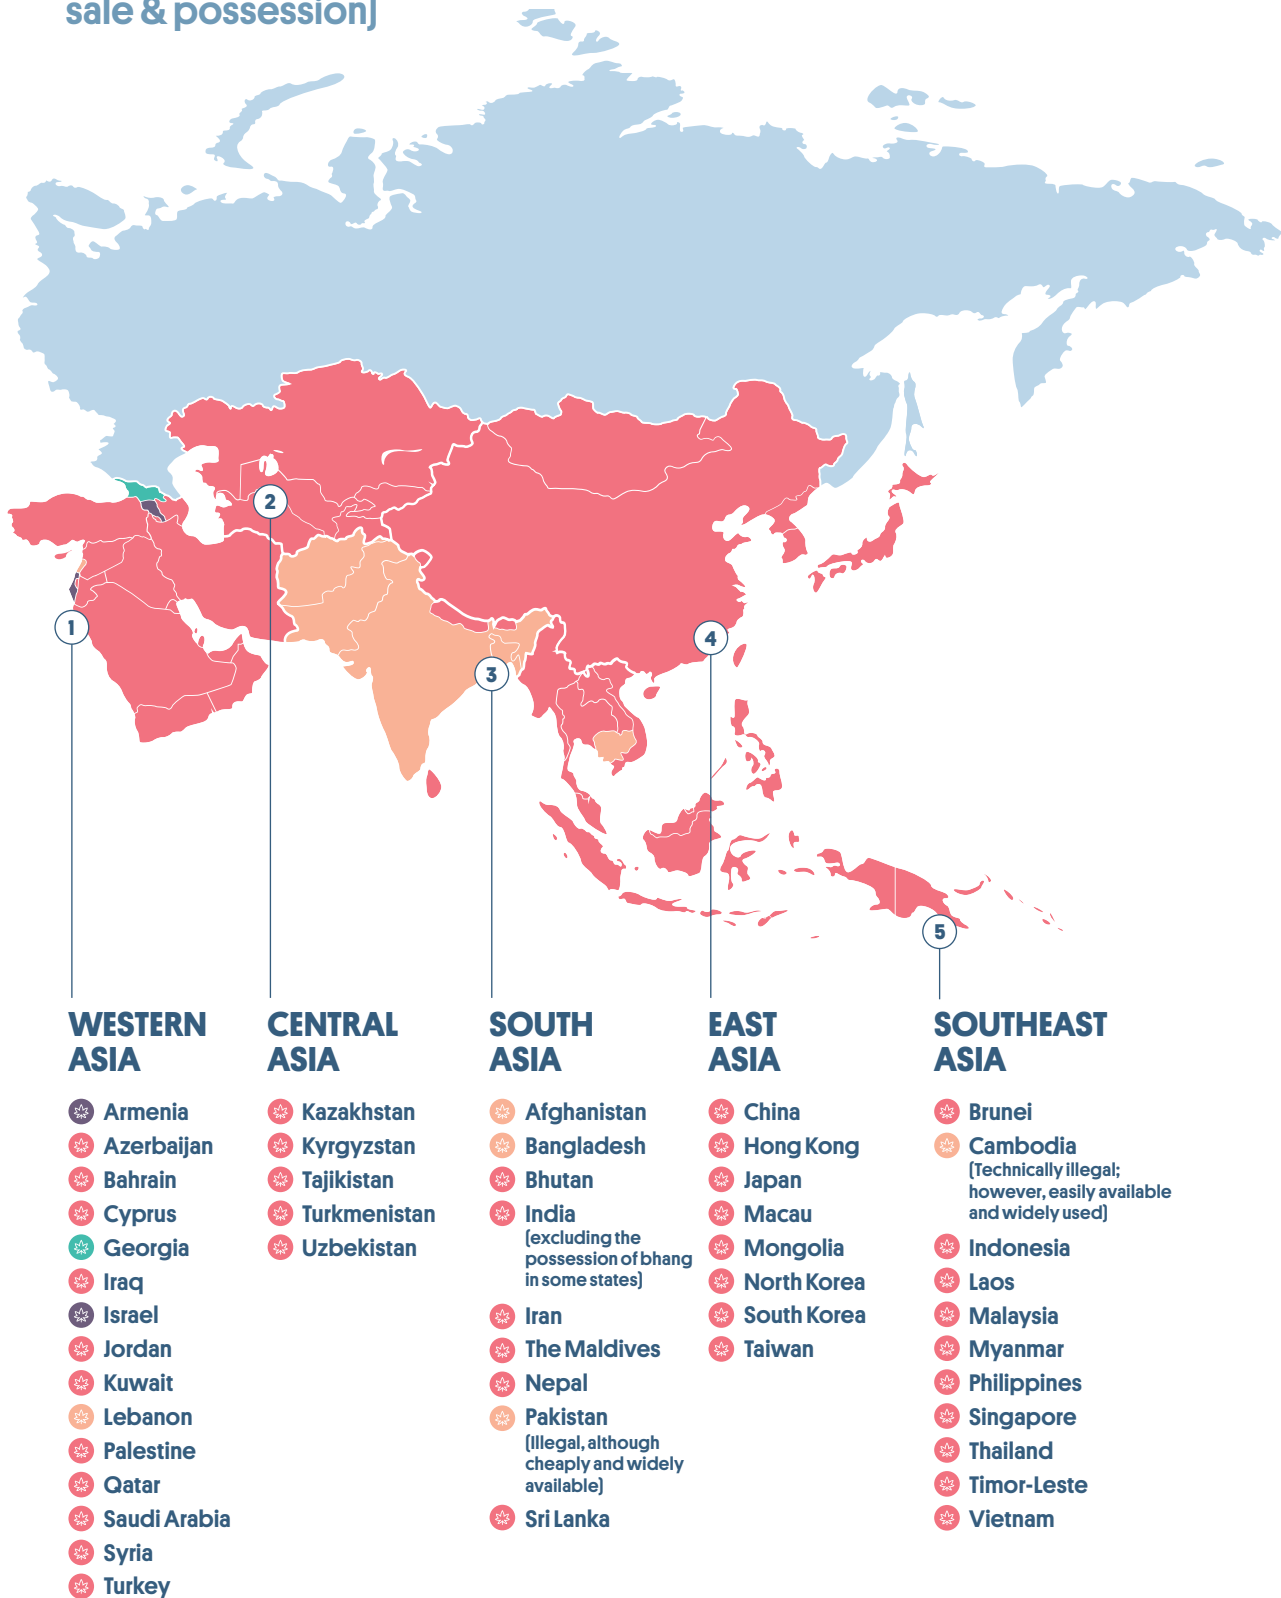 sale & possession)
1
2
3
4
5
WESTERN
ASIA
Armenia
Azerbaijan
Bahrain
Cyprus
Georgia
Iraq
Israel
Jordan
Kuwait
Lebanon
Palestine
Qatar
Saudi Arabia
Syria
Turkey
CENTRAL
ASIA
Kazakhstan
Kyrgyzstan
Tajikistan
Turkmenistan
Uzbekistan
SOUTH
ASIA
Afghanistan
Bangladesh
Bhutan
India
(excluding the
possession of bhang
in some states)
Iran
The Maldives
Nepal
Pakistan
(Illegal, although
cheaply and widely
available)
Sri Lanka
EAST
ASIA
China
Hong Kong
Japan
Macau
Mongolia
North Korea
South Korea
Taiwan
SOUTHEAST
ASIA
Brunei
Cambodia
(Technically illegal;
however, easily available
and widely used)
Indonesia
Laos
Malaysia
Myanmar
Philippines
Singapore
Thailand
Timor-Leste
Vietnam